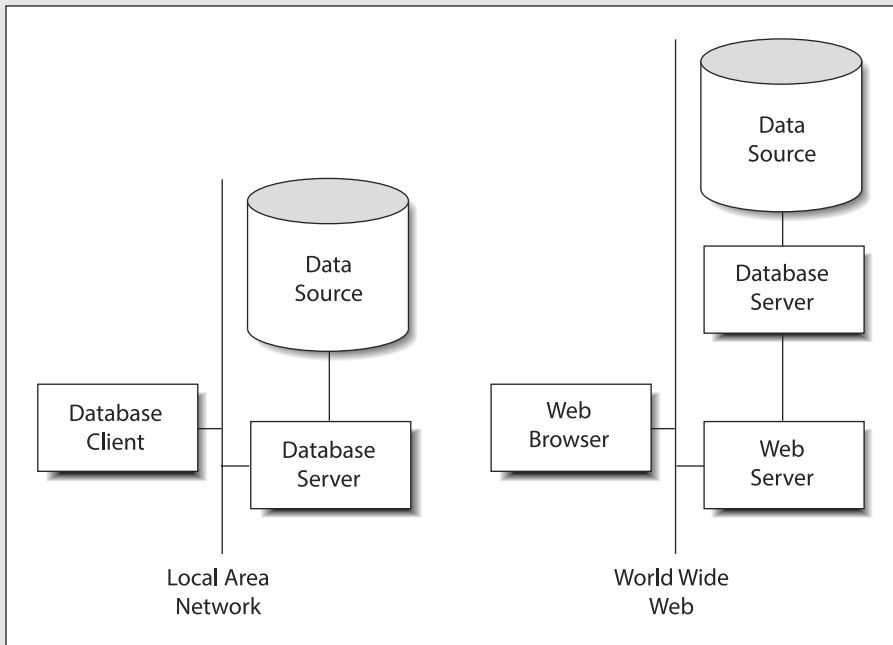 Data
Source
Database
Client
Database
Server
Local Area
Network
Data
Source
Database
Server
Web
Browser
Web
Server
World Wide
Web